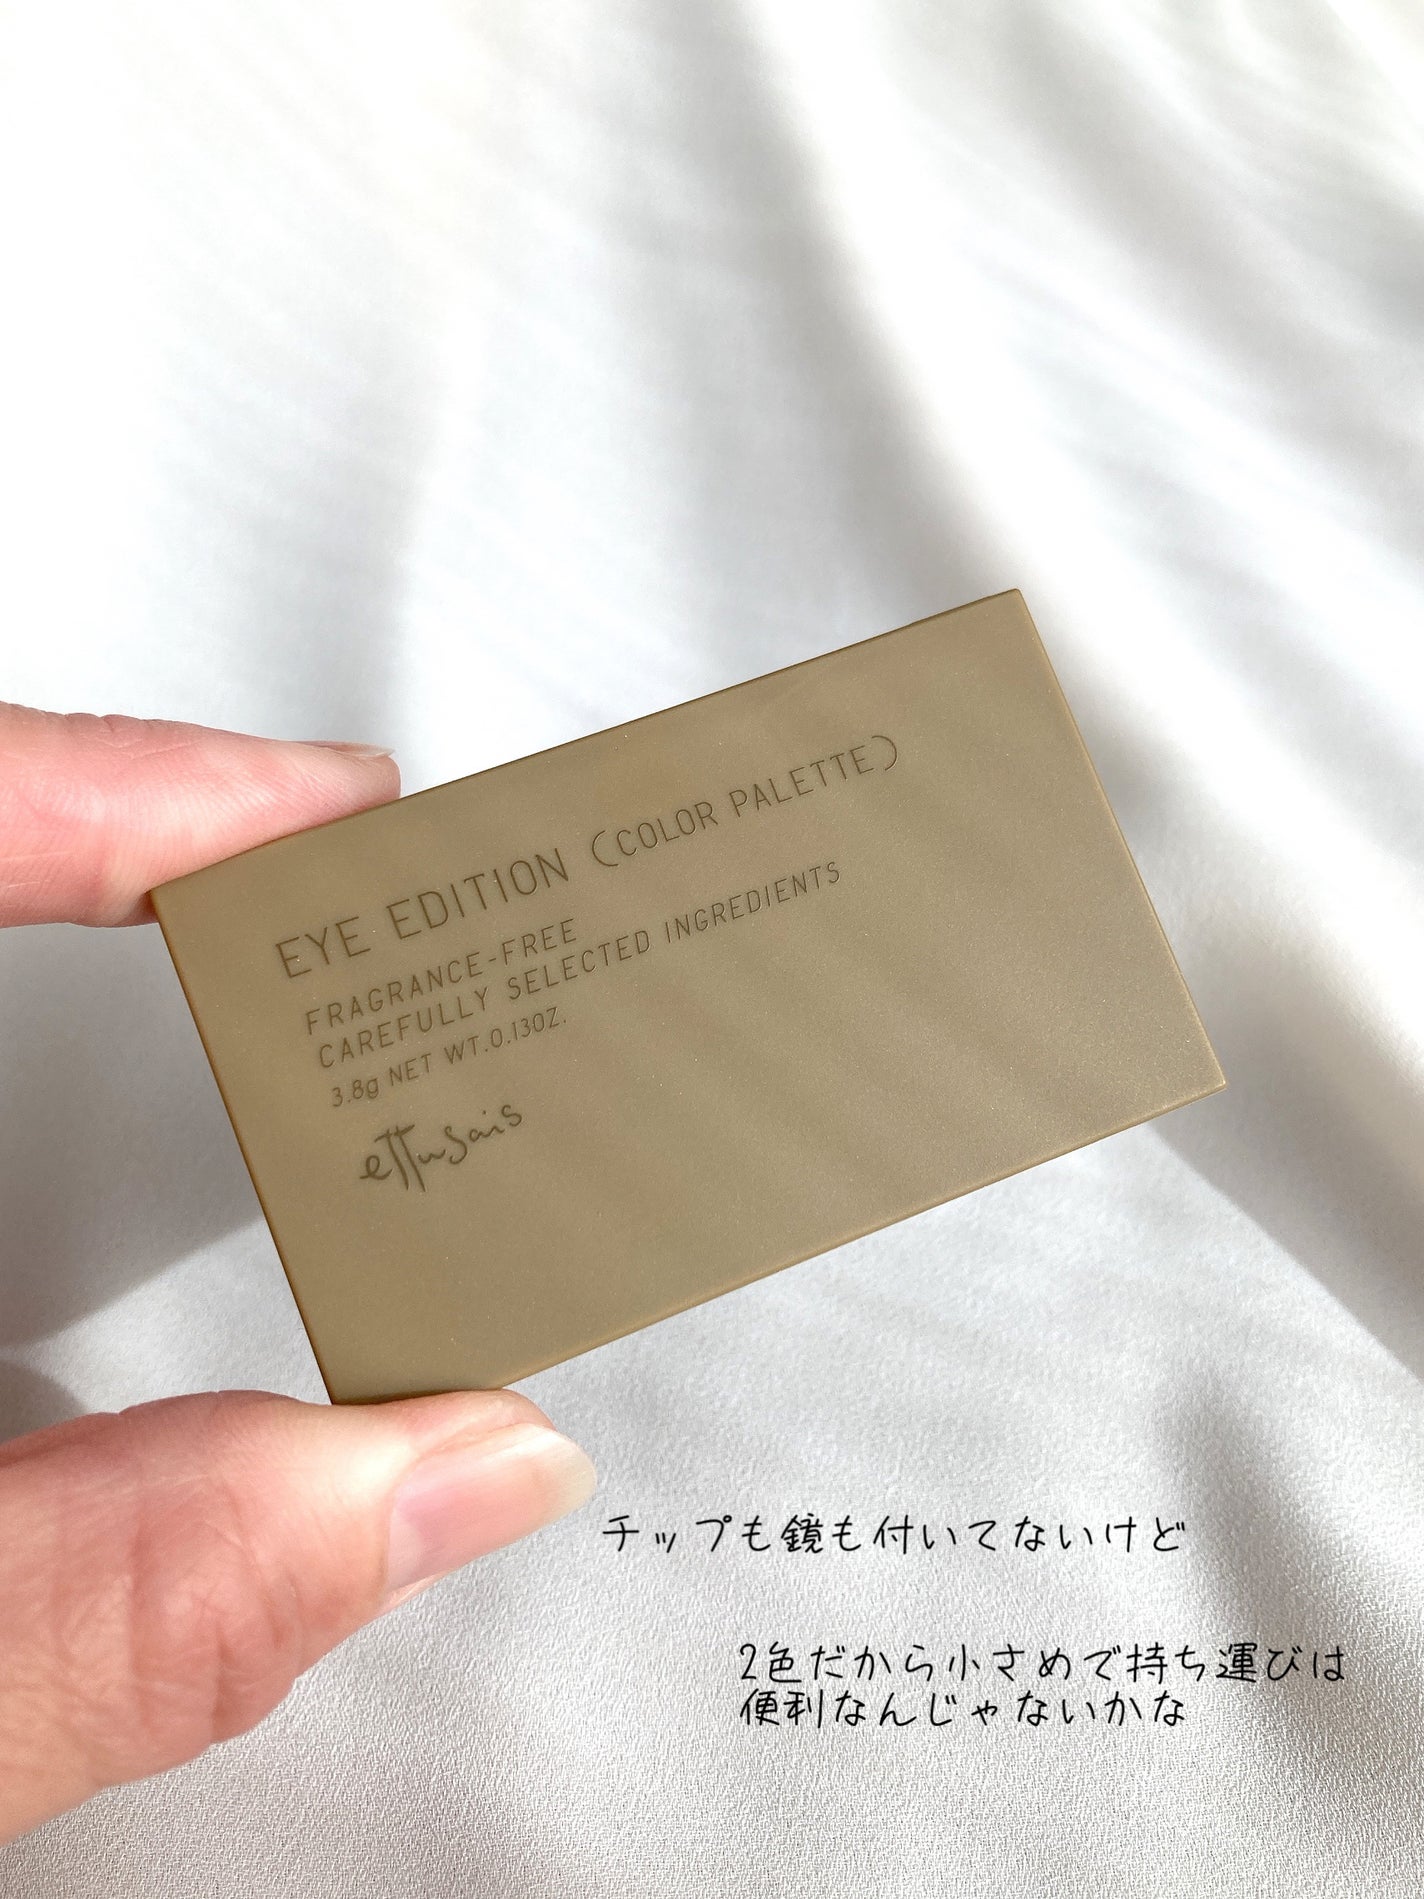 EYE EDITION (COLOR PALETTE)
FRAGRANCE-FREE
CAREFULLY SELECTED INGREDIENTS
3.8g NET WT.0.13OZ.
ettusais
チップも鏡も付いてないけど
2色だから小さめで持ち運びは
便利なんじゃないかな